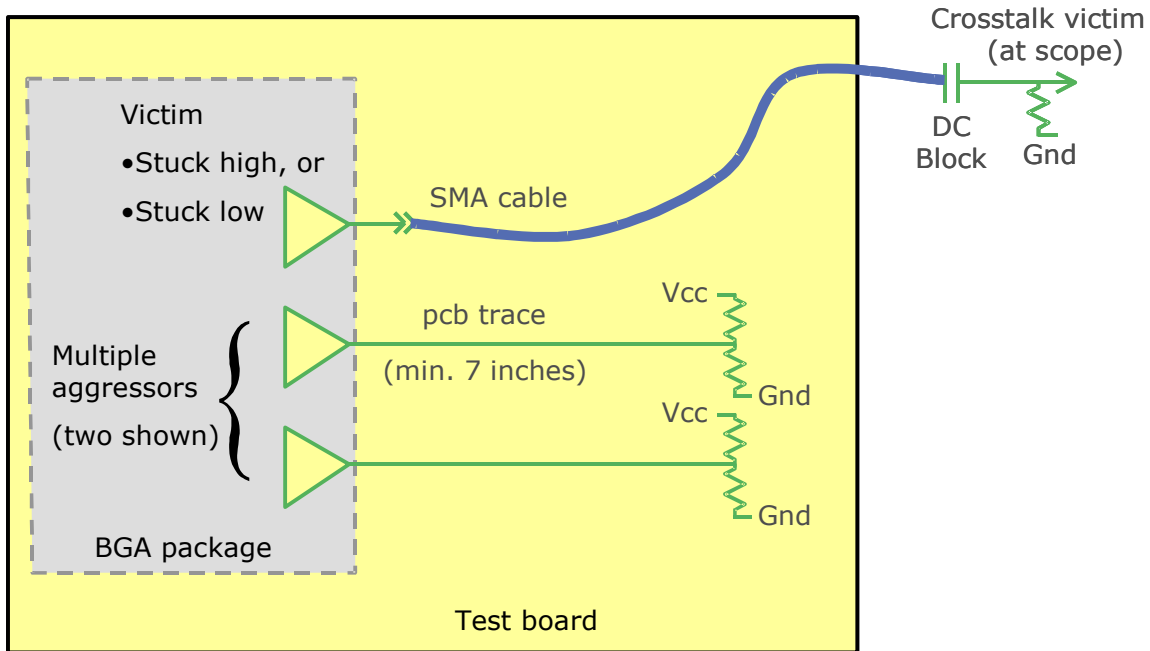 Crosstalk victim
(at scope)
DC
Block
Gnd
Victim
•Stuck high, or
•Stuck low
SMA cable
Vcc
pcb trace
(min. 7 inches)
Gnd
Multiple
aggressors
(two shown)
Vcc
Gnd
BGA package
Test board